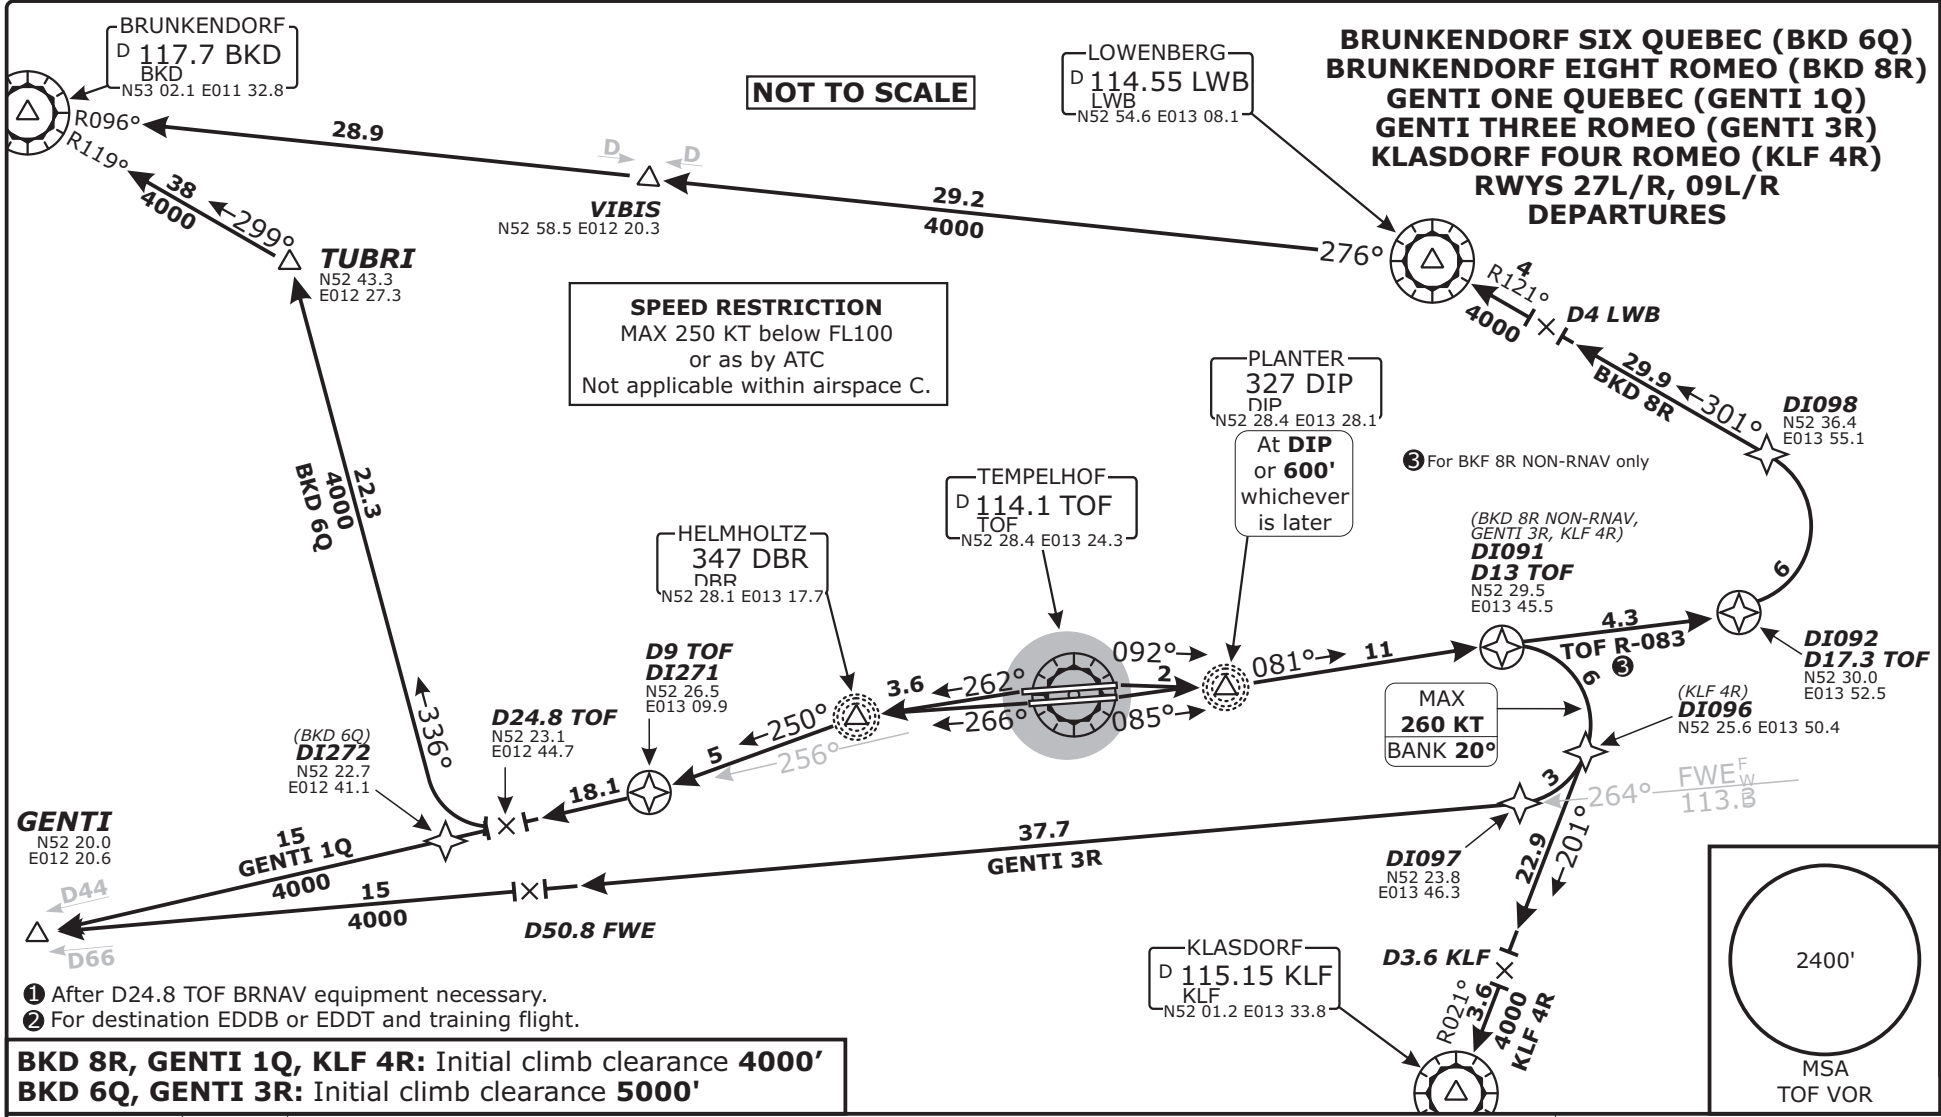 BRUNKENDORF
D 117.7 BKD
BKD
N53 02.1 E011 32.8
R096°
R119°
28.9
D
D
VIBIS
N52 58.5 E012 20.3
NOT TO SCALE
LOWENBERG
D 114.55 LWB
LWB
N52 54.6 E013 08.1
BRUNKENDORF SIX QUEBEC (BKD 6Q)
BRUNKENDORF EIGHT ROMEO (BKD 8R)
GENTI ONE QUEBEC (GENTI 1Q)
GENTI THREE ROMEO (GENTI 3R)
KLASDORF FOUR ROMEO (KLF 4R)
RWYS 27L/R, 09L/R
DEPARTURES
29.2
4000
276°
38
4000
299°
TUBRI
N52 43.3
E012 27.3
SPEED RESTRICTION
MAX 250 KT below FL100
or as by ATC
Not applicable within airspace C.
4
R121°
4000
D4 LWB
29.9
BKD 8R
301°
DI098
N52 36.4
E013 55.1
PLANTER
327 DIP
DIP
N52 28.4 E013 28.1
At DIP
or 600'
whichever
is later
3 For BKF 8R NON-RNAV only
22.3
4000
BKD 6Q
336°
TEMPELHOF
D 114.1 TOF
TOF
N52 28.4 E013 24.3
HELMHOLTZ
347 DBR
DBR
N52 28.1 E013 17.7
(BKD 8R NON-RNAV,
GENTI 3R, KLF 4R)
DI091
D13 TOF
N52 29.5
E013 45.5
6
4.3
TOF R-083
3
DI092
D17.3 TOF
N52 30.0
E013 52.5
092°
2
085°
081°
11
262°
3.6
266°
250°
5
256°
D9 TOF
DI271
N52 26.5
E013 09.9
18.1
D24.8 TOF
N52 23.1
E012 44.7
(BKD 6Q)
DI272
N52 22.7
E012 41.1
6
MAX
260 KT
BANK 20°
(KLF 4R)
DI096
N52 25.6 E013 50.4
3
264°
FWE
F
W
E
113.3
201°
22.9
DI097
N52 23.8
E013 46.3
37.7
GENTI 3R
GENTI
N52 20.0
E012 20.6
15
GENTI 1Q
4000
15
4000
D44
D66
D50.8 FWE
D3.6 KLF
R021°
3.6
4000
KLF 4R
KLASDORF
D 115.15 KLF
KLF
N52 01.2 E013 33.8
2400'
MSA
TOF VOR
1 After D24.8 TOF BRNAV equipment necessary.
2 For destination EDDB or EDDT and training flight.
BKD 8R, GENTI 1Q, KLF 4R: Initial climb clearance 4000’
BKD 6Q, GENTI 3R: Initial climb clearance 5000'